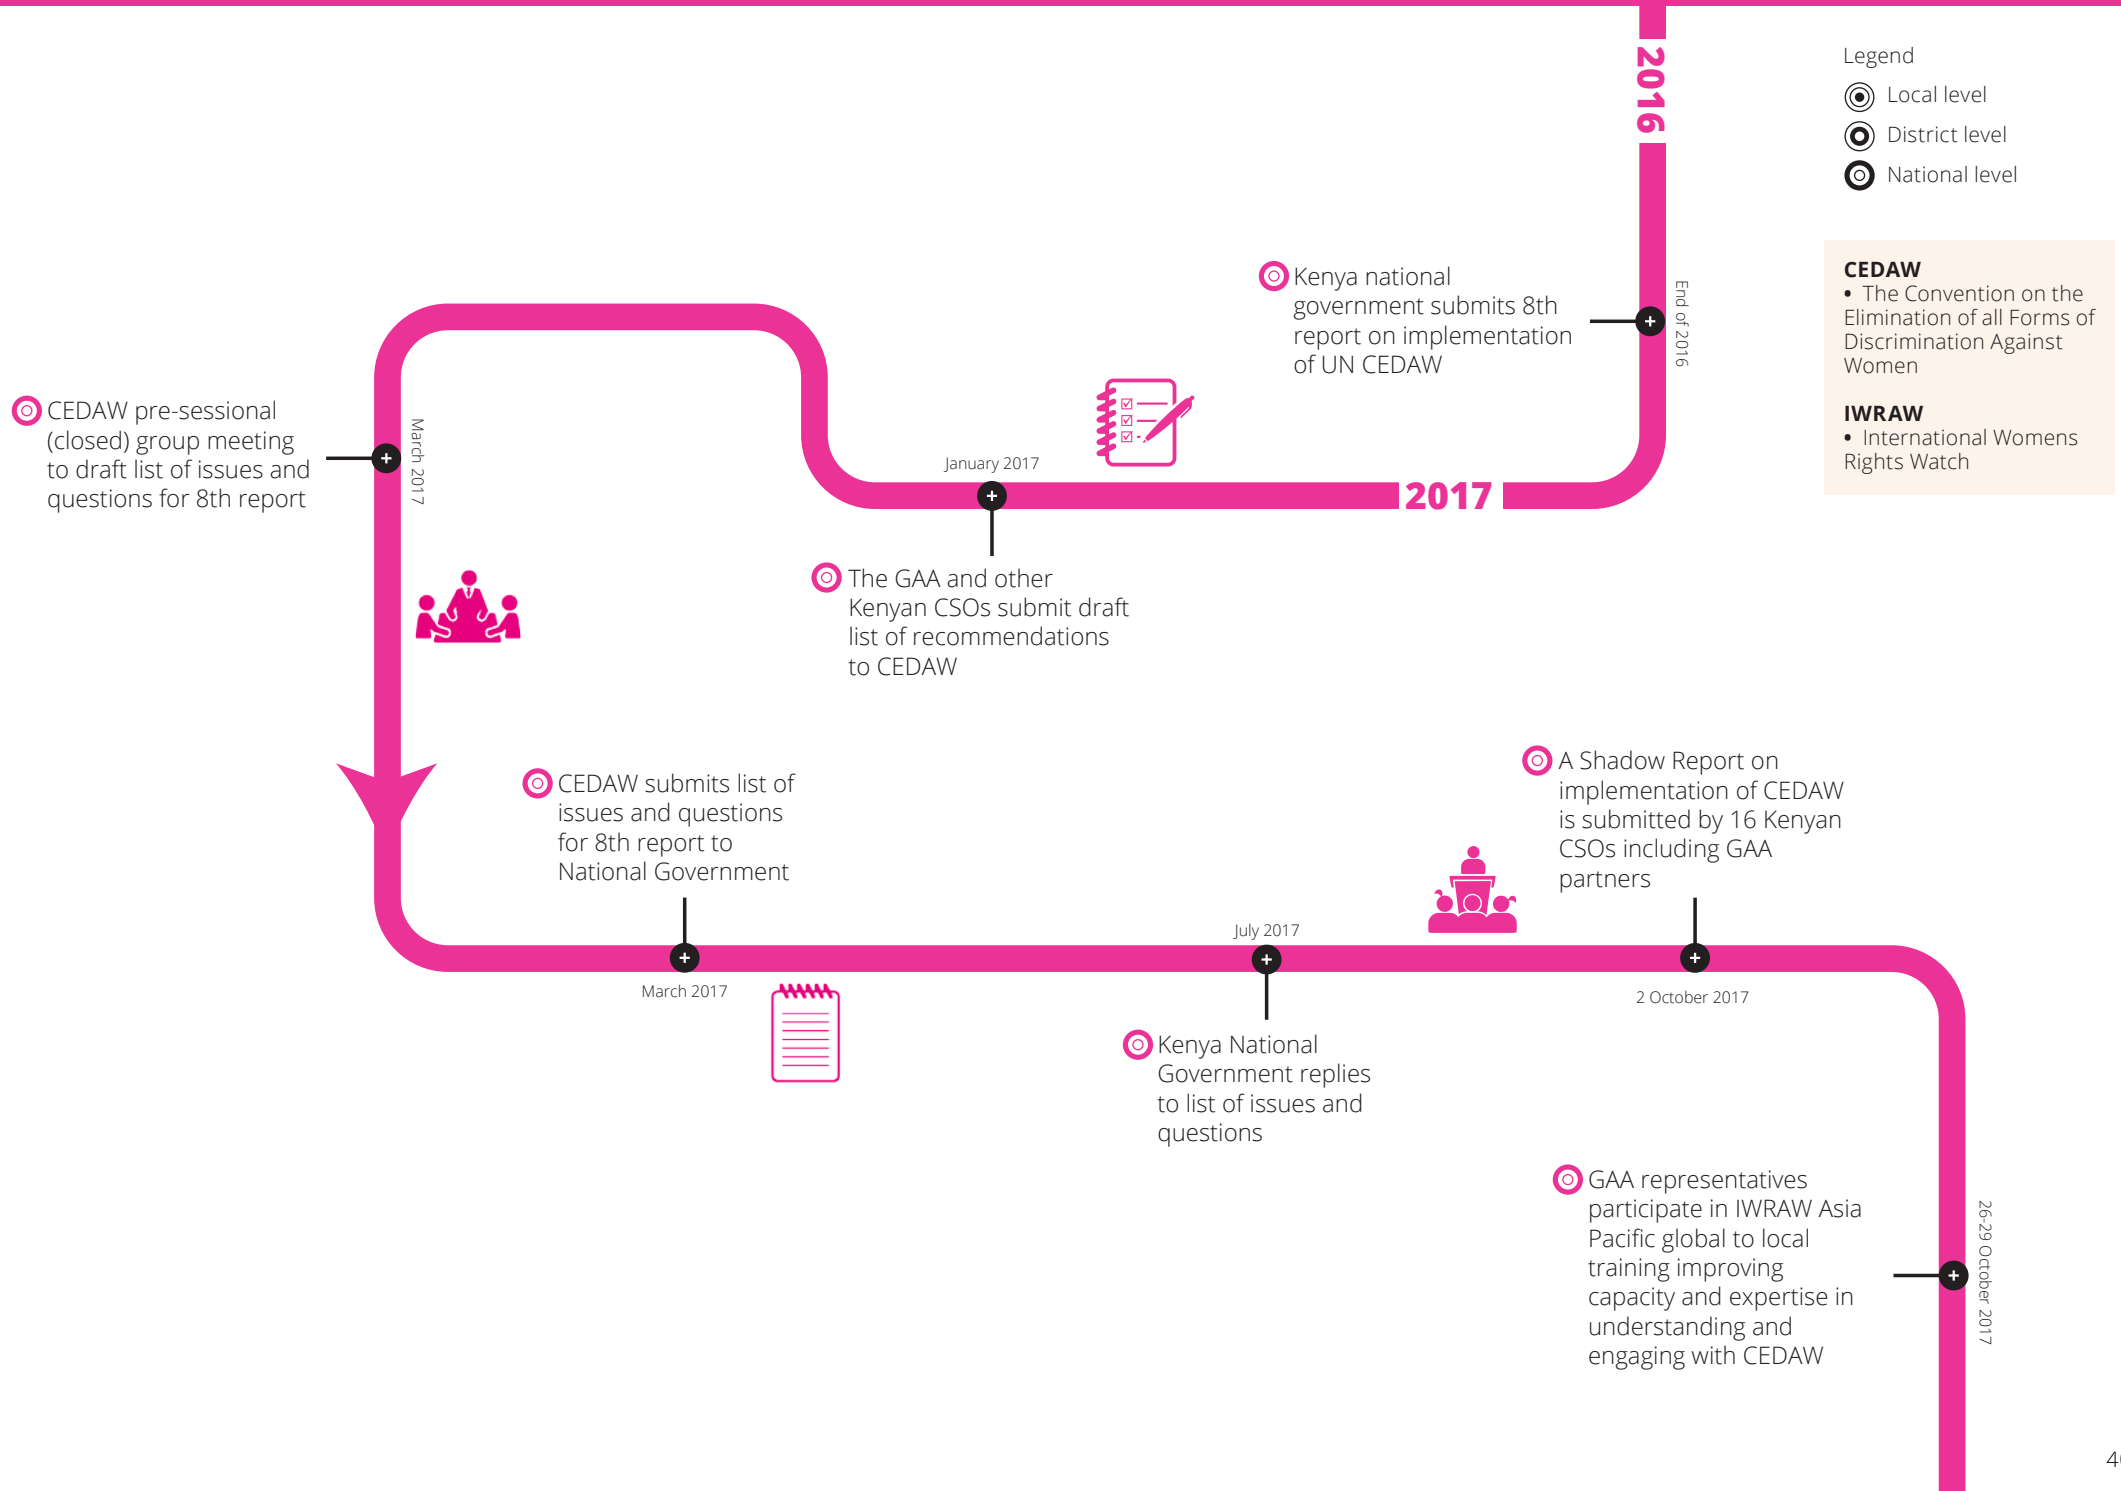 2016
Legend
Local level
District level
National level
CEDAW
• The Convention on the
Elimination of all Forms of
Discrimination Against
Women
IWRAW
• International Womens
Rights Watch
Kenya national
government submits 8th
report on implementation
of UN CEDAW
End of 2016
2017
January 2017
The GAA and other
Kenyan CSOs submit draft
list of recommendations
to CEDAW
CEDAW pre-sessional
(closed) group meeting
to draft list of issues and
questions for 8th report
March 2017
CEDAW submits list of
issues and questions
for 8th report to
National Government
March 2017
July 2017
Kenya National
Government replies
to list of issues and
questions
A Shadow Report on
implementation of CEDAW
is submitted by 16 Kenyan
CSOs including GAA
partners
2 October 2017
GAA representatives
participate in IWRAW Asia
Pacific global to local
training improving
capacity and expertise in
understanding and
engaging with CEDAW
26-29 October 2017